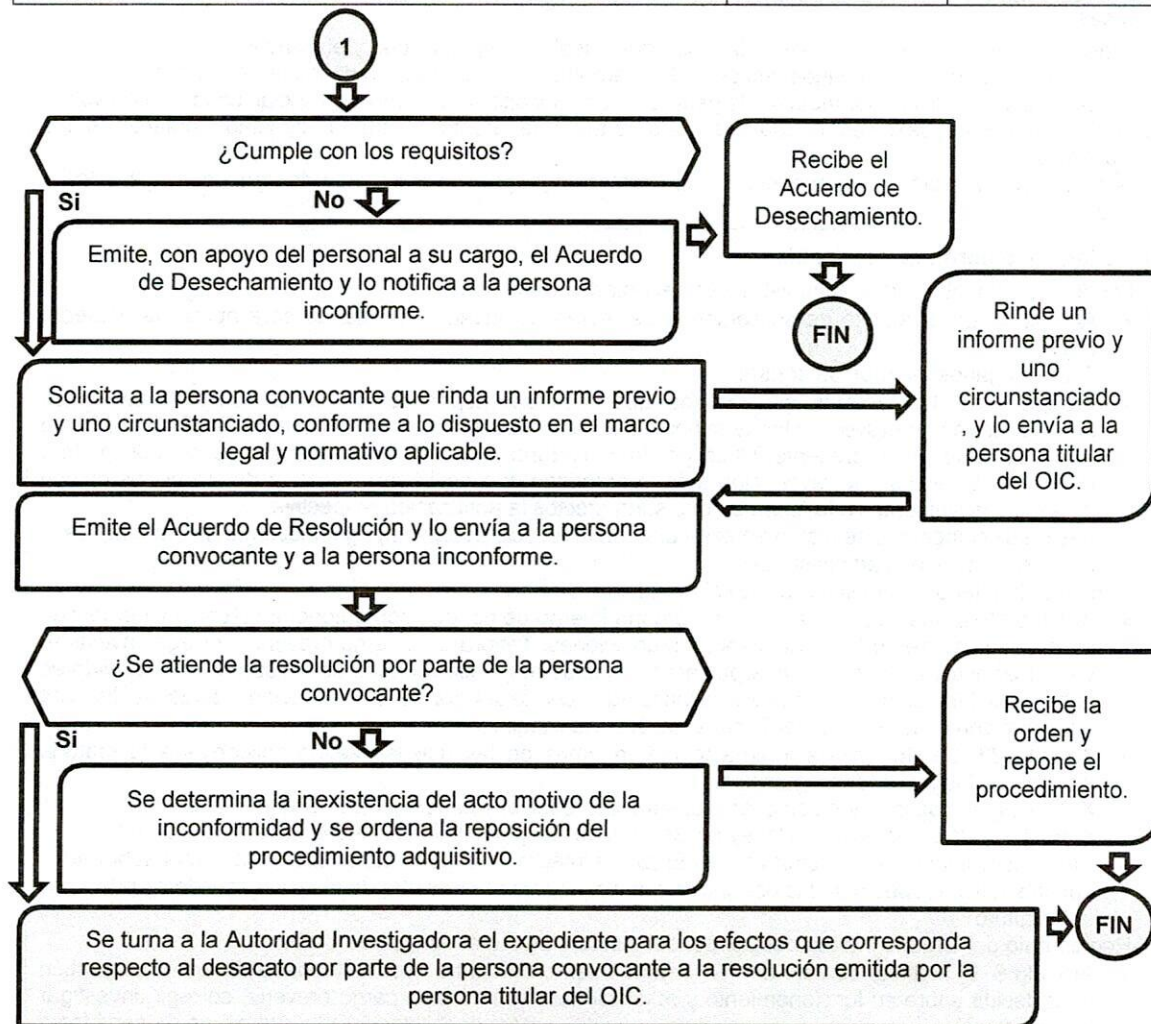 1
¿Cumple con los requisitos?
Si
No
Emite, con apoyo del personal a su cargo, el Acuerdo
de Desechamiento y lo notifica a la persona
inconforme.
Recibe el
Acuerdo de
Desechamiento.
FIN
Solicita a la persona convocante que rinda un informe previo
y uno circunstanciado, conforme a lo dispuesto en el marco
legal y normativo aplicable.
Rinde un
informe previo y
uno
circunstanciado
, y lo envía a la
persona titular
del OIC.
Emite el Acuerdo de Resolución y lo envía a la persona
convocante y a la persona inconforme.
¿Se atiende la resolución por parte de la persona
convocante?
Si
No
Se determina la inexistencia del acto motivo de la
inconformidad y se ordena la reposición del
procedimiento adquisitivo.
Recibe la
orden y
repone el
procedimiento.
FIN
Se turna a la Autoridad Investigadora el expediente para los efectos que corresponda
respecto al desacato por parte de la persona convocante a la resolución emitida por la
persona titular del OIC.